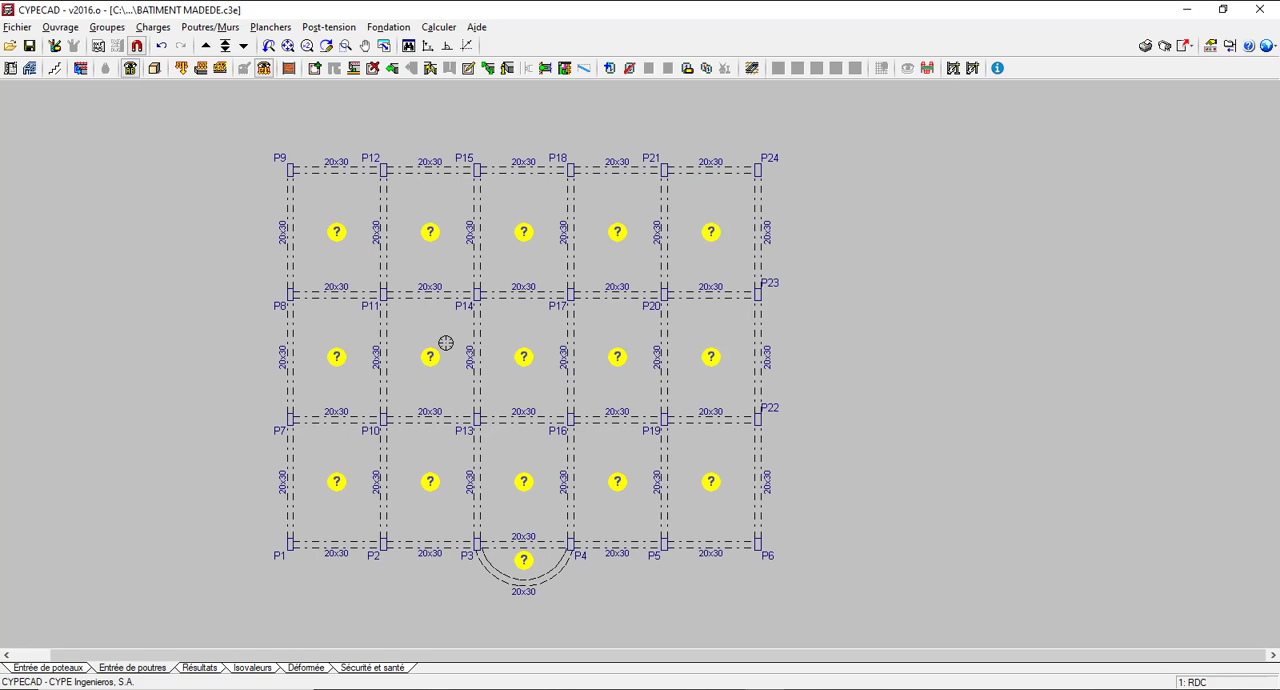 CYPECAD - v2016.o - [C:\...\BATIMENT MADEDE.c3e]
Fichier Ouvrage Groupes Charges Poutres/Murs Planchers Post-tension Fondation Calculer Aide
P9 20x30 P12 20x30 P15 20x30 P18 20x30 P21 20x30 P24
20x30 ? 20x30 ? 20x30 ? 20x30 ? 20x30 ? 20x30
20x30 20x30 20x30 20x30 20x30 P23
P8 P11 P14 P17 P20
20x30 ? 20x30 ? 20x30 ? 20x30 ? 20x30 ? 20x30
20x30 20x30 20x30 20x30 20x30 P22
P7 P10 P13 P16 P19
20x30 ? 20x30 ? 20x30 ? 20x30 ? 20x30 ? 20x30
20x30
P1 20x30 P2 20x30 P3 ? P4 20x30 P5 20x30 P6
20x30
Entrée de poteaux Entrée de poutres Résultats Isovaleurs Déformée Sécurité et santé
CYPECAD - CYPE Ingenieros, S.A. 1: RDC